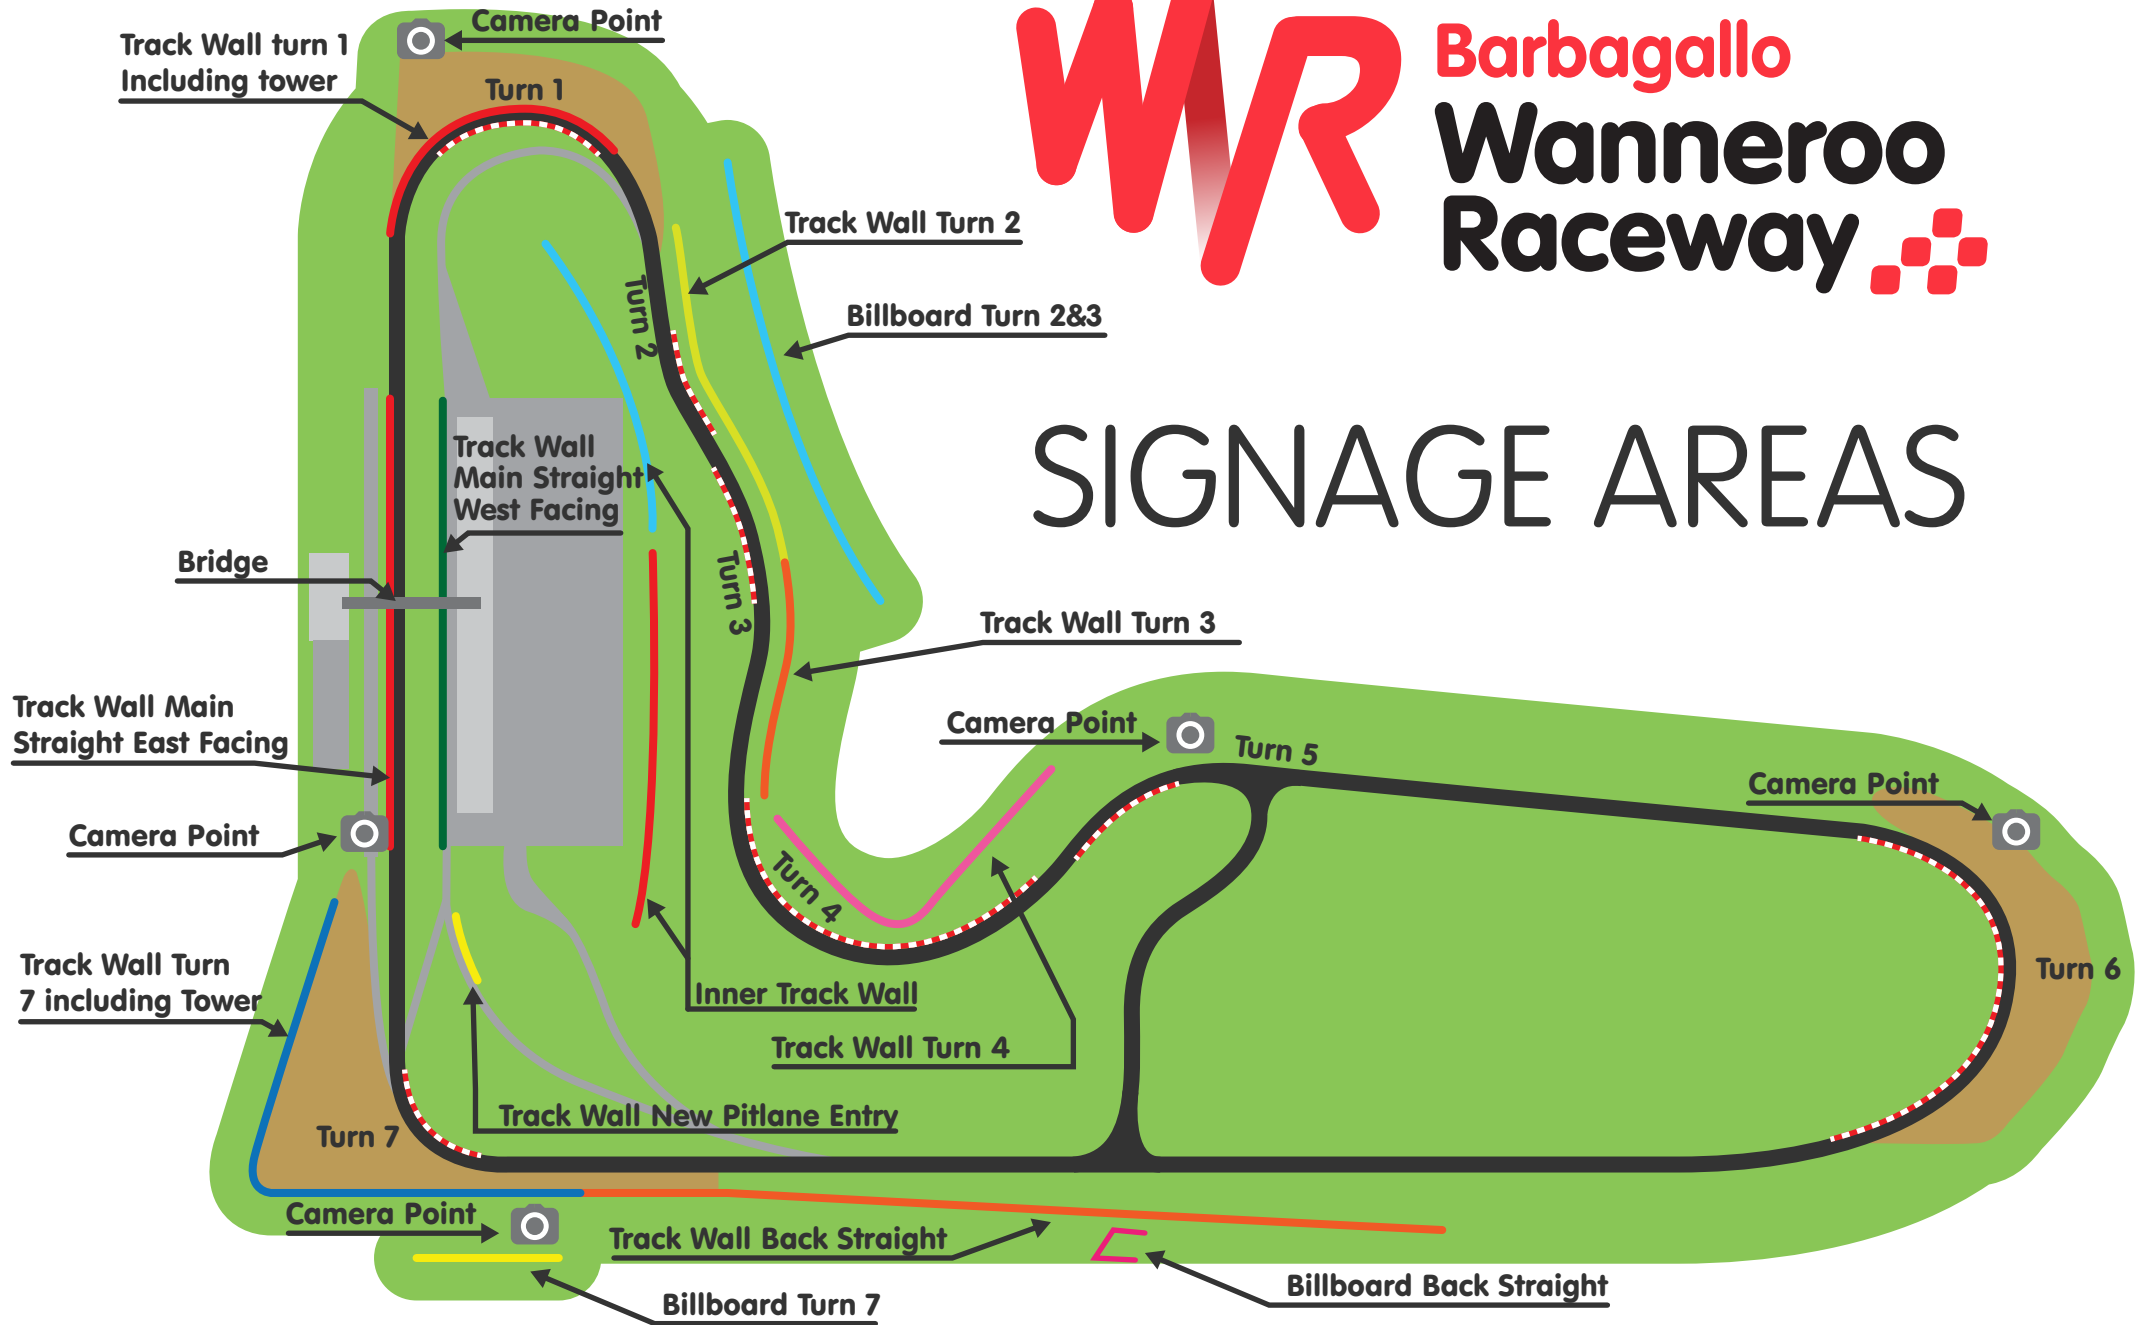 Camera Point
Track Wall turn 1
Including tower
Turn 1
WR
Barbagallo
Wanneroo
Raceway
Track Wall Turn 2
Turn 2
Billboard Turn 2&3
SIGNAGE AREAS
Track Wall
Main Straight
West Facing
Bridge
Turn 3
Track Wall Turn 3
Track Wall Main
Straight East Facing
Camera Point
Turn 5
Camera Point
Camera Point
Turn 4
Track Wall Turn
7 including Tower
Turn 6
Inner Track Wall
Track Wall Turn 4
Track Wall New Pitlane Entry
Turn 7
Camera Point
Track Wall Back Straight
Billboard Back Straight
Billboard Turn 7